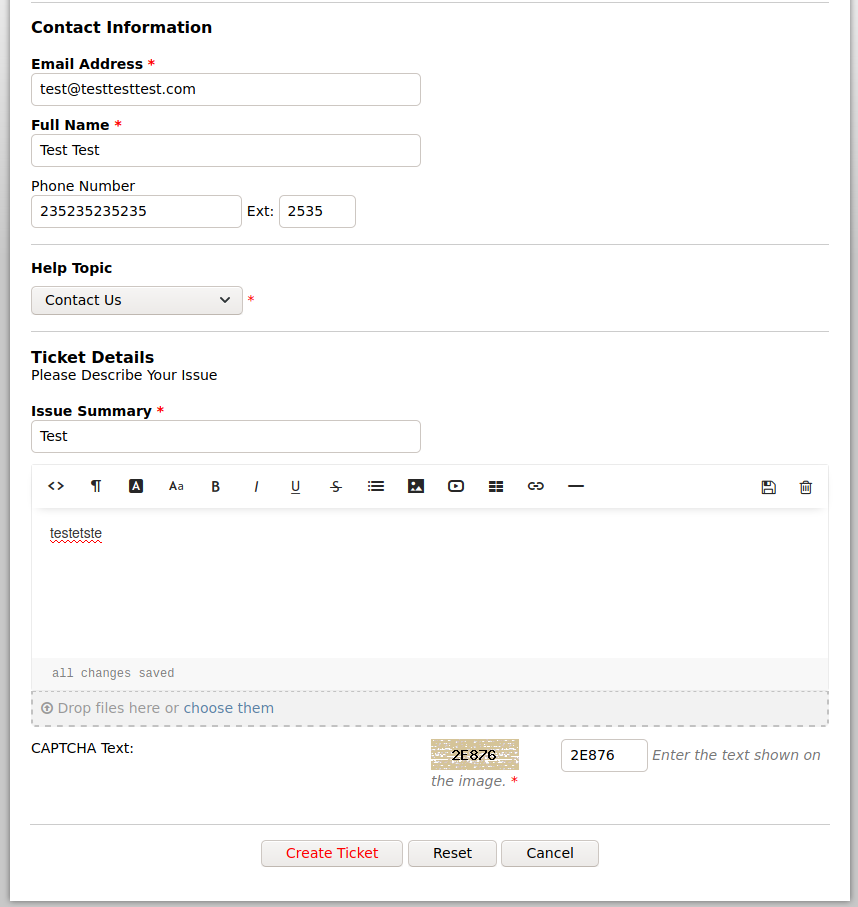 Contact Information
Email Address *
test@testtesttest.com
Full Name *
Test Test
Phone Number
235235235235 Ext: 2535
Help Topic
Contact Us *
Ticket Details
Please Describe Your Issue
Issue Summary *
Test
<> ¶ A Aa B I U S
testetste
all changes saved
Drop files here or choose them
CAPTCHA Text: 2E876 2E876 Enter the text shown on
the image. *
Create Ticket Reset Cancel